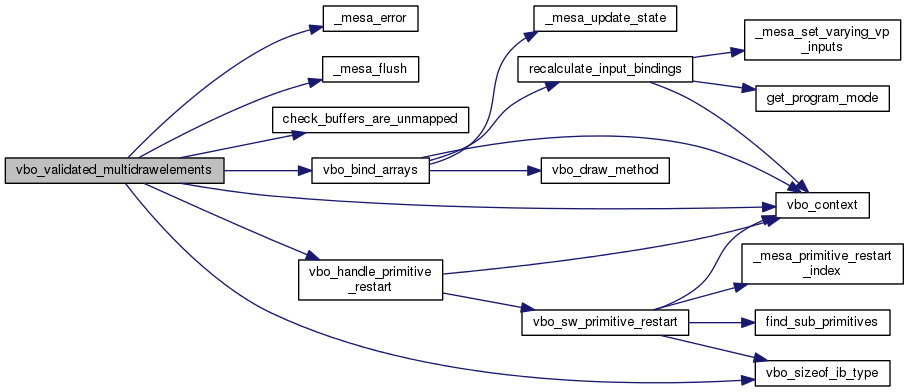 _mesa_error
_mesa_update_state
_mesa_set_varying_vp
_inputs
_mesa_flush
recalculate_input_bindings
get_program_mode
check_buffers_are_unmapped
vbo_validated_multidrawelements
vbo_bind_arrays
vbo_draw_method
vbo_context
vbo_handle_primitive
_restart
_mesa_primitive_restart
_index
vbo_sw_primitive_restart
find_sub_primitives
vbo_sizeof_ib_type